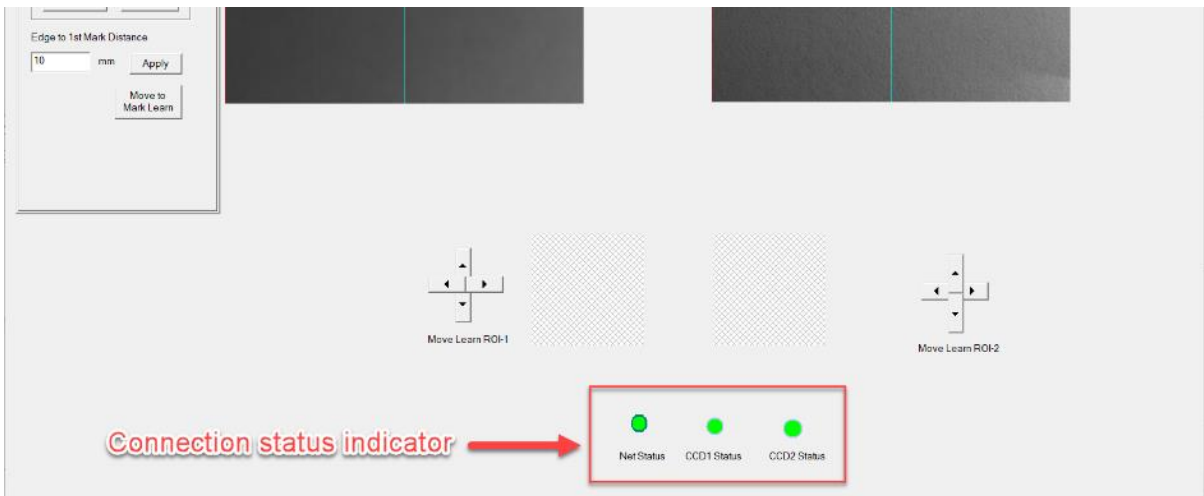 Edge to 1st Mark Distance
10 mm Apply
Move to
Mark Learn
Move Learn ROI-1
Move Learn ROI-2
Connection status indicator
Net Status CCD1 Status CCD2 Status